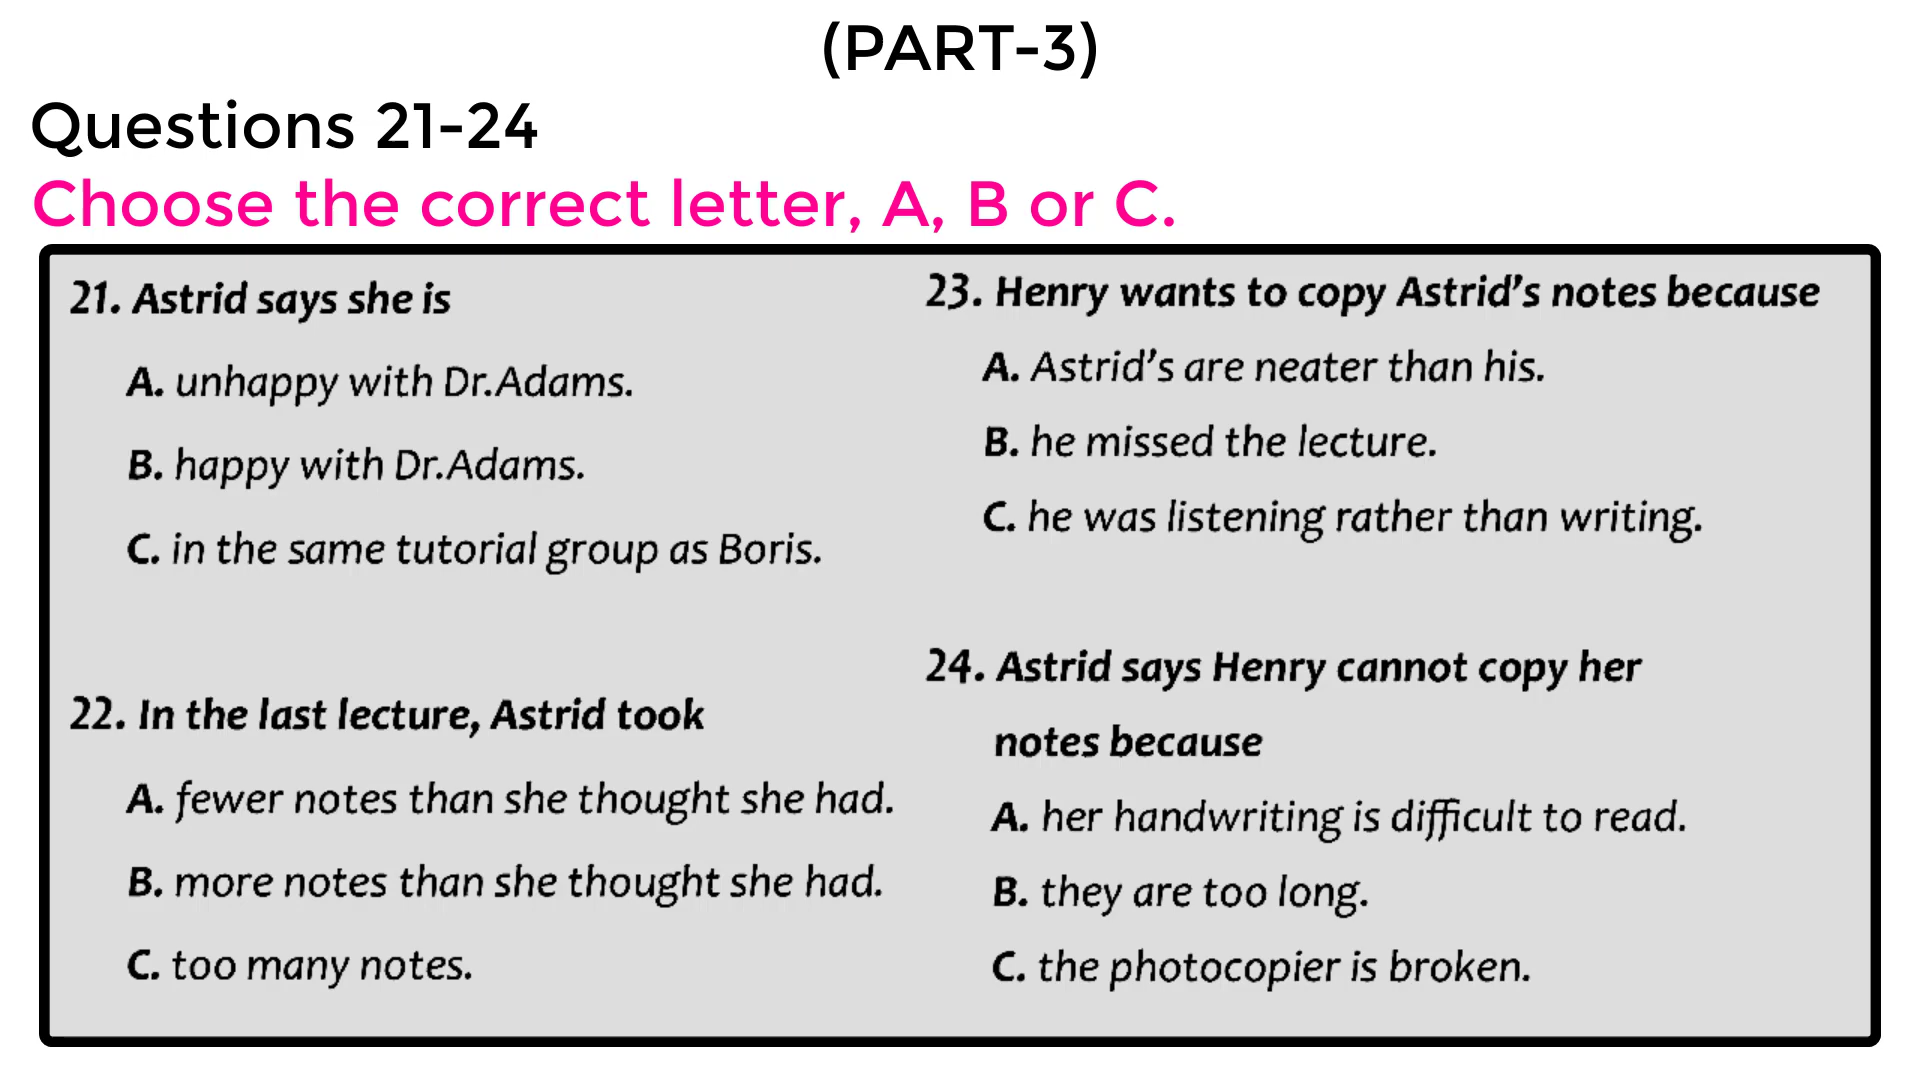 (PART-3)
Questions 21-24
Choose the correct letter, A, B or C.
21. Astrid says she is
A. unhappy with Dr.Adams.
B. happy with Dr.Adams.
C. in the same tutorial group as Boris.
22. In the last lecture, Astrid took
A. fewer notes than she thought she had.
B. more notes than she thought she had.
C. too many notes.
23. Henry wants to copy Astrid's notes because
A. Astrid's are neater than his.
B. he missed the lecture.
C. he was listening rather than writing.
24. Astrid says Henry cannot copy her
notes because
A. her handwriting is difficult to read.
B. they are too long.
C. the photocopier is broken.